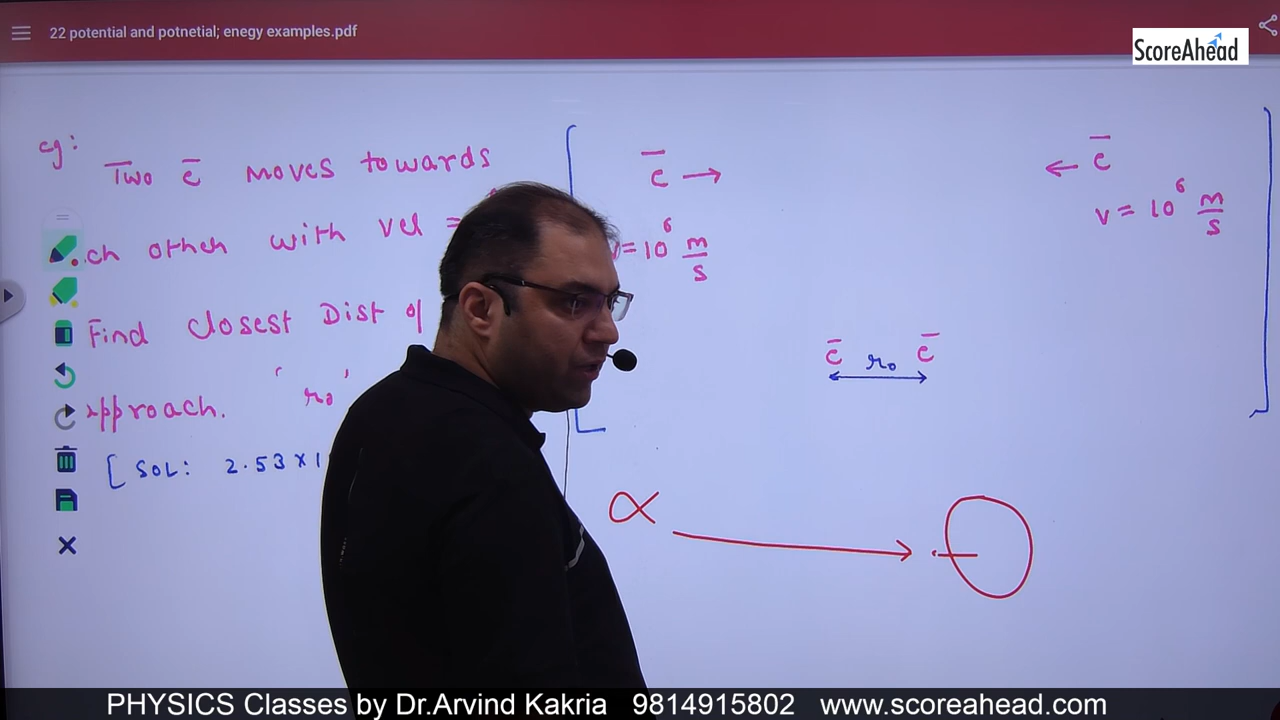 22 potential and potnetial; enegy examples.pdf
ScoreAhead
eg:
Two e̅ moves towards
ch other with vel =
Find closest Dist of
approach. 'r₀'
[ SOL: 2.53×1
e̅ →
v=10⁶ m/s
← e̅
v = 10⁶ m/s
e̅ r₀ e̅
α
PHYSICS Classes by Dr.Arvind Kakria 9814915802 www.scoreahead.com